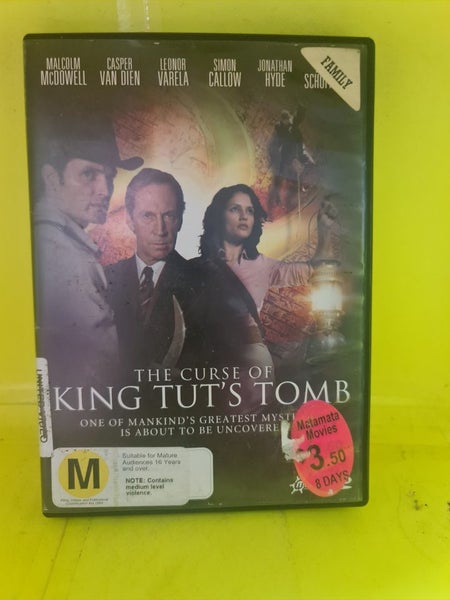 MALCOLM McDOWELL
CASPER VAN DIEN
LEONOR VARELA
SIMON CALLOW
JONATHAN HYDE
FAMILY
THE CURSE OF
KING TUT'S TOMB
ONE OF MANKIND'S GREATEST
IS ABOUT TO BE
M
Suitable for Mature
Audiences 16 Years
and over.
NOTE: Contains
medium level
violence.
Matamata
Movies
3.50
8 DAYS